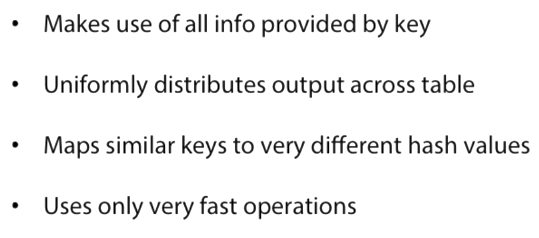 • Makes use of all info provided by key
• Uniformly distributes output across table
• Maps similar keys to very different hash values
• Uses only very fast operations